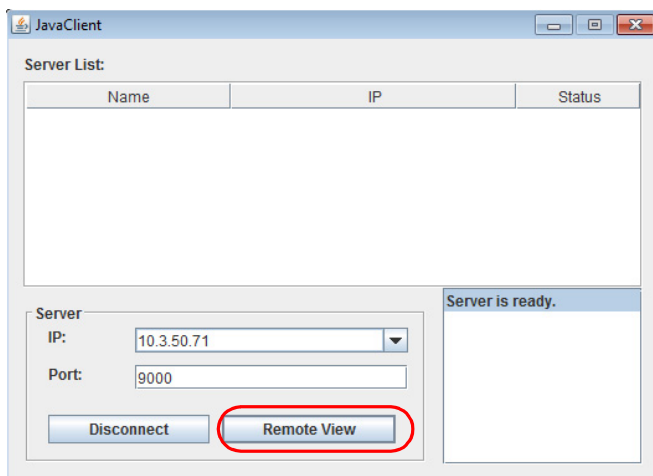 JavaClient
Server List:
Name IP Status
Server is ready.
Server
IP: 10.3.50.71
Port: 9000
Disconnect Remote View